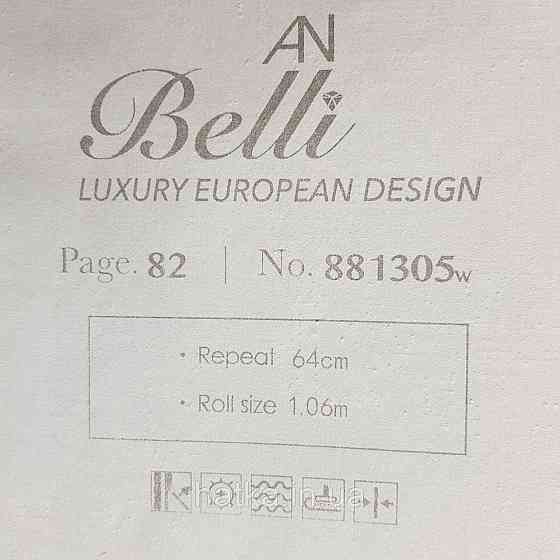 AN
Belli
LUXURY EUROPEAN DESIGN
Page. 82 | No. 881305w
• Repeat 64cm
• Roll size 1.06m